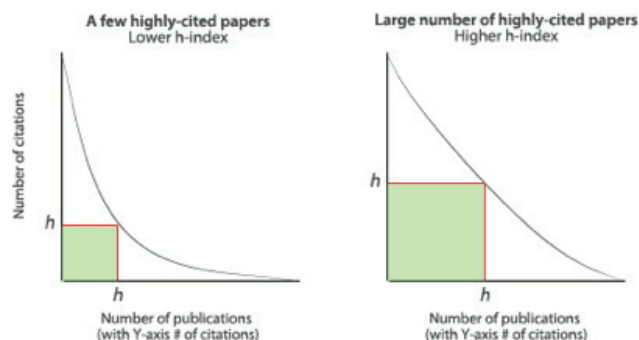 A few highly-cited papers
Lower h-index
Number of citations
h
h
Number of publications
(with Y-axis # of citations)
Large number of highly-cited papers
Higher h-index
h
h
Number of publications
(with Y-axis # of citations)